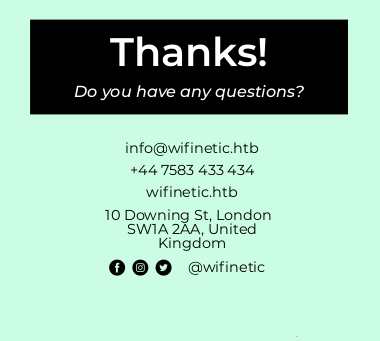 Thanks!
Do you have any questions?
info@wifinetic.htb
+44 7583 433 434
wifinetic.htb
10 Downing St, London
SW1A 2AA, United
Kingdom
@wifinetic